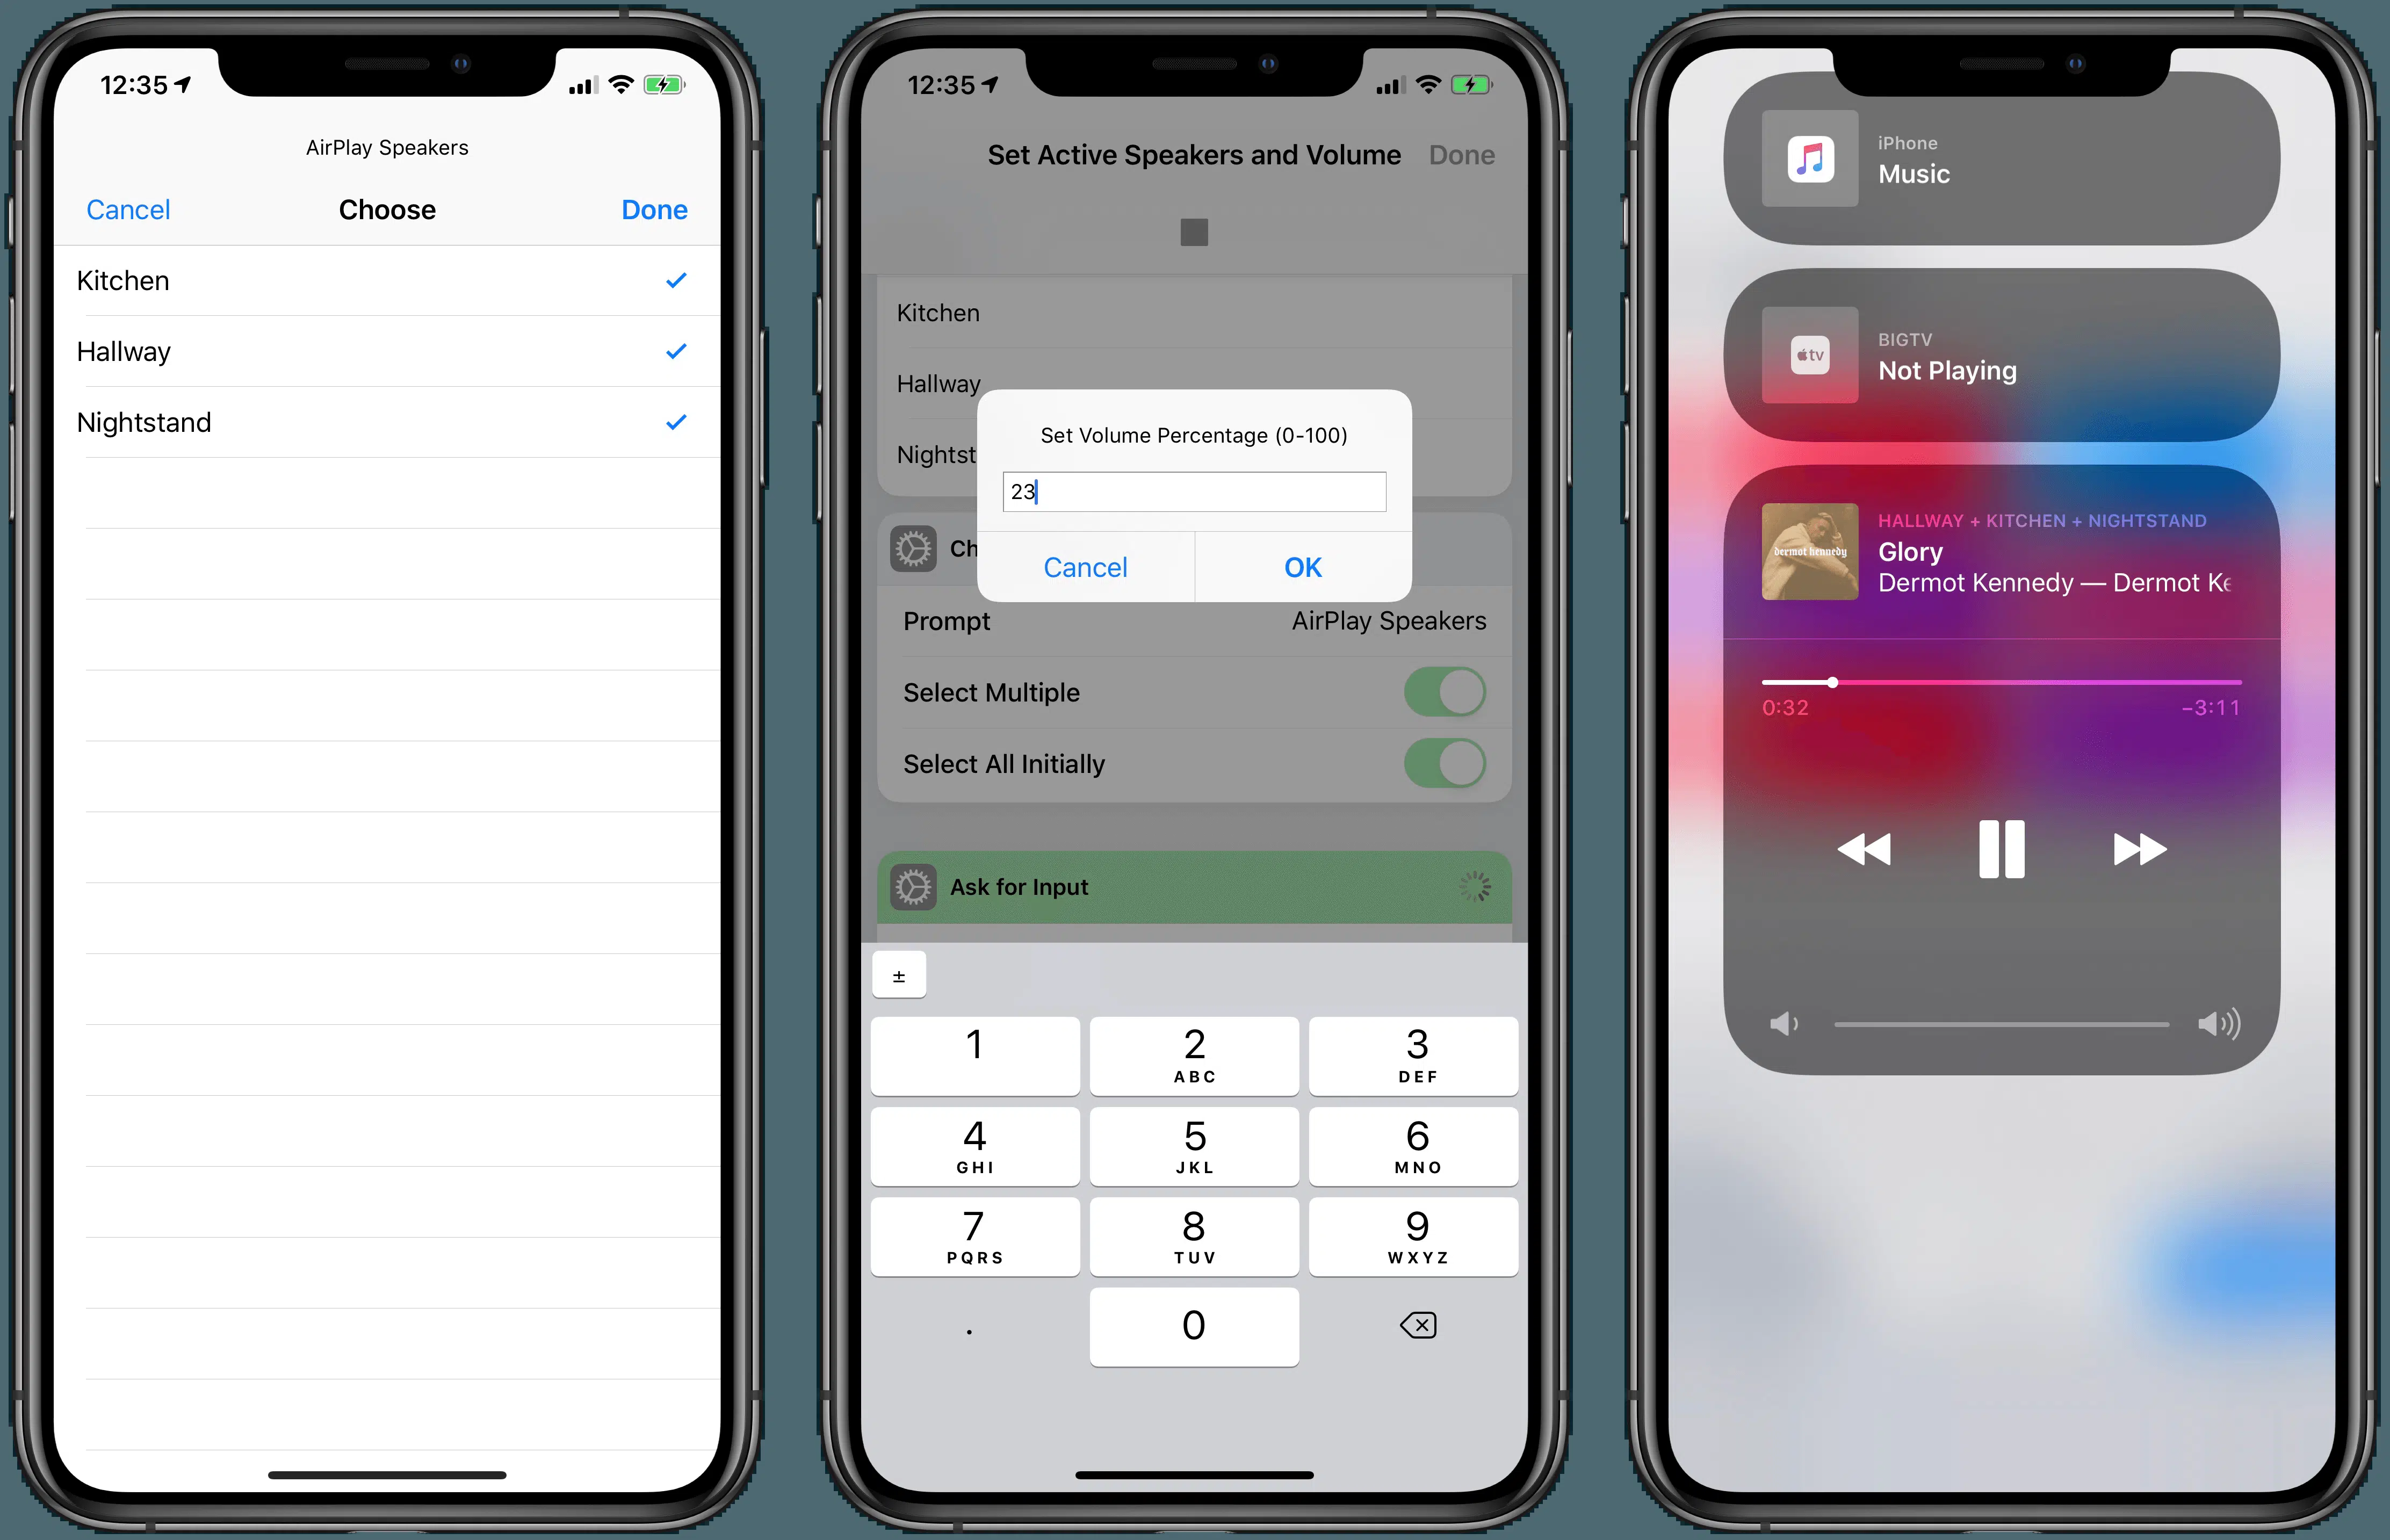 12:35
AirPlay Speakers
Cancel
Choose
Done
Kitchen
Hallway
Nightstand
12:35
Set Active Speakers and Volume
Done
Kitchen
Hallway
Nightst
Set Volume Percentage (0-100)
23
Cancel
OK
Ch
Prompt
AirPlay Speakers
Select Multiple
Select All Initially
Ask for Input
±
1
2
ABC
3
DEF
4
GHI
5
JKL
6
MNO
7
PQRS
8
TUV
9
WXYZ
.
0
iPhone
Music
tv
BIGTV
Not Playing
dermot kennedy
HALLWAY + KITCHEN + NIGHTSTAND
Glory
Dermot Kennedy — Dermot Ke
0:32
-3:11